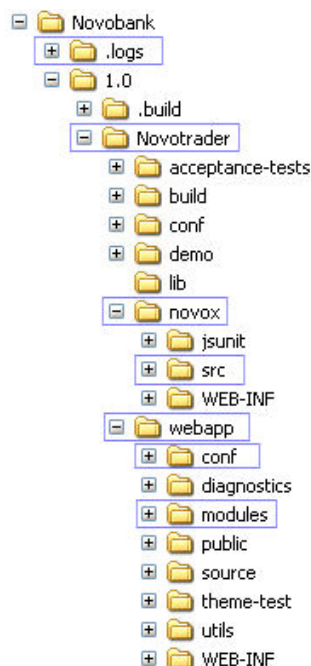 Novobank
.logs
1.0
.build
Novotrader
acceptance-tests
build
conf
demo
lib
novox
jsunit
src
WEB-INF
webapp
conf
diagnostics
modules
public
source
theme-test
utils
WEB-INF